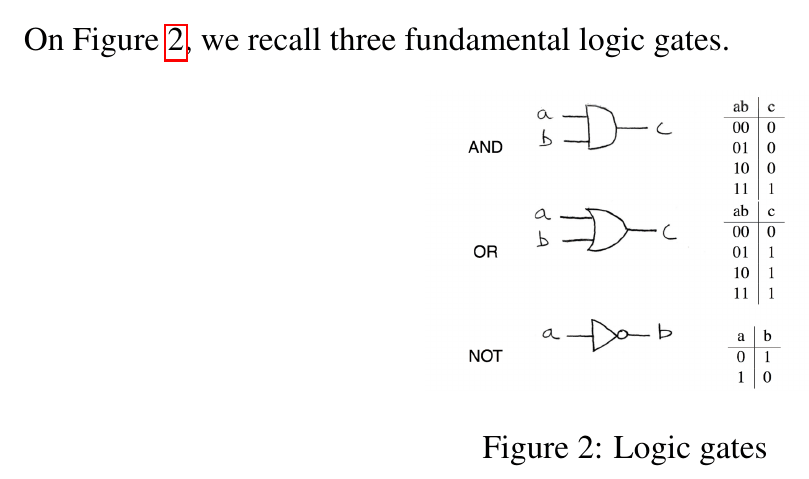 On Figure 2, we recall three fundamental logic gates.
AND
a
b
c
ab c
00 0
01 0
10 0
11 1
OR
a
b
c
ab c
00 0
01 1
10 1
11 1
NOT
a
b
a b
0 1
1 0
Figure 2: Logic gates